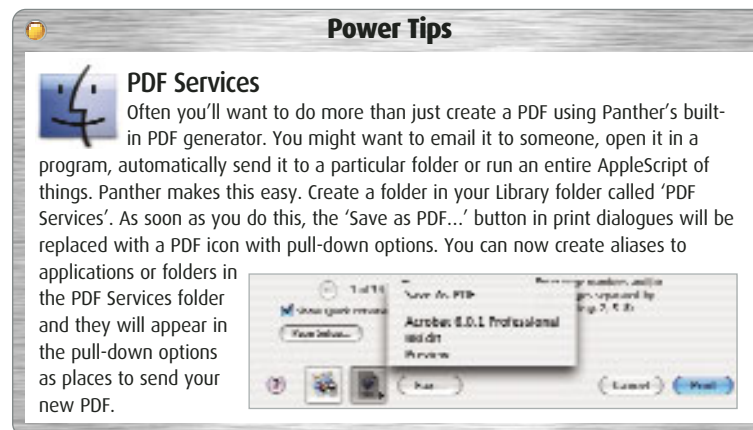 Power Tips
PDF Services
Often you’ll want to do more than just create a PDF using Panther’s built-
in PDF generator. You might want to email it to someone, open it in a
program, automatically send it to a particular folder or run an entire AppleScript of
things. Panther makes this easy. Create a folder in your Library folder called ‘PDF
Services’. As soon as you do this, the ‘Save as PDF...’ button in print dialogues will be
replaced with a PDF icon with pull-down options. You can now create aliases to
applications or folders in
the PDF Services folder
and they will appear in
the pull-down options
as places to send your
new PDF.
Save As PDF
Acrobat 6.0.1 Professional
Preview
?
Cancel
Print